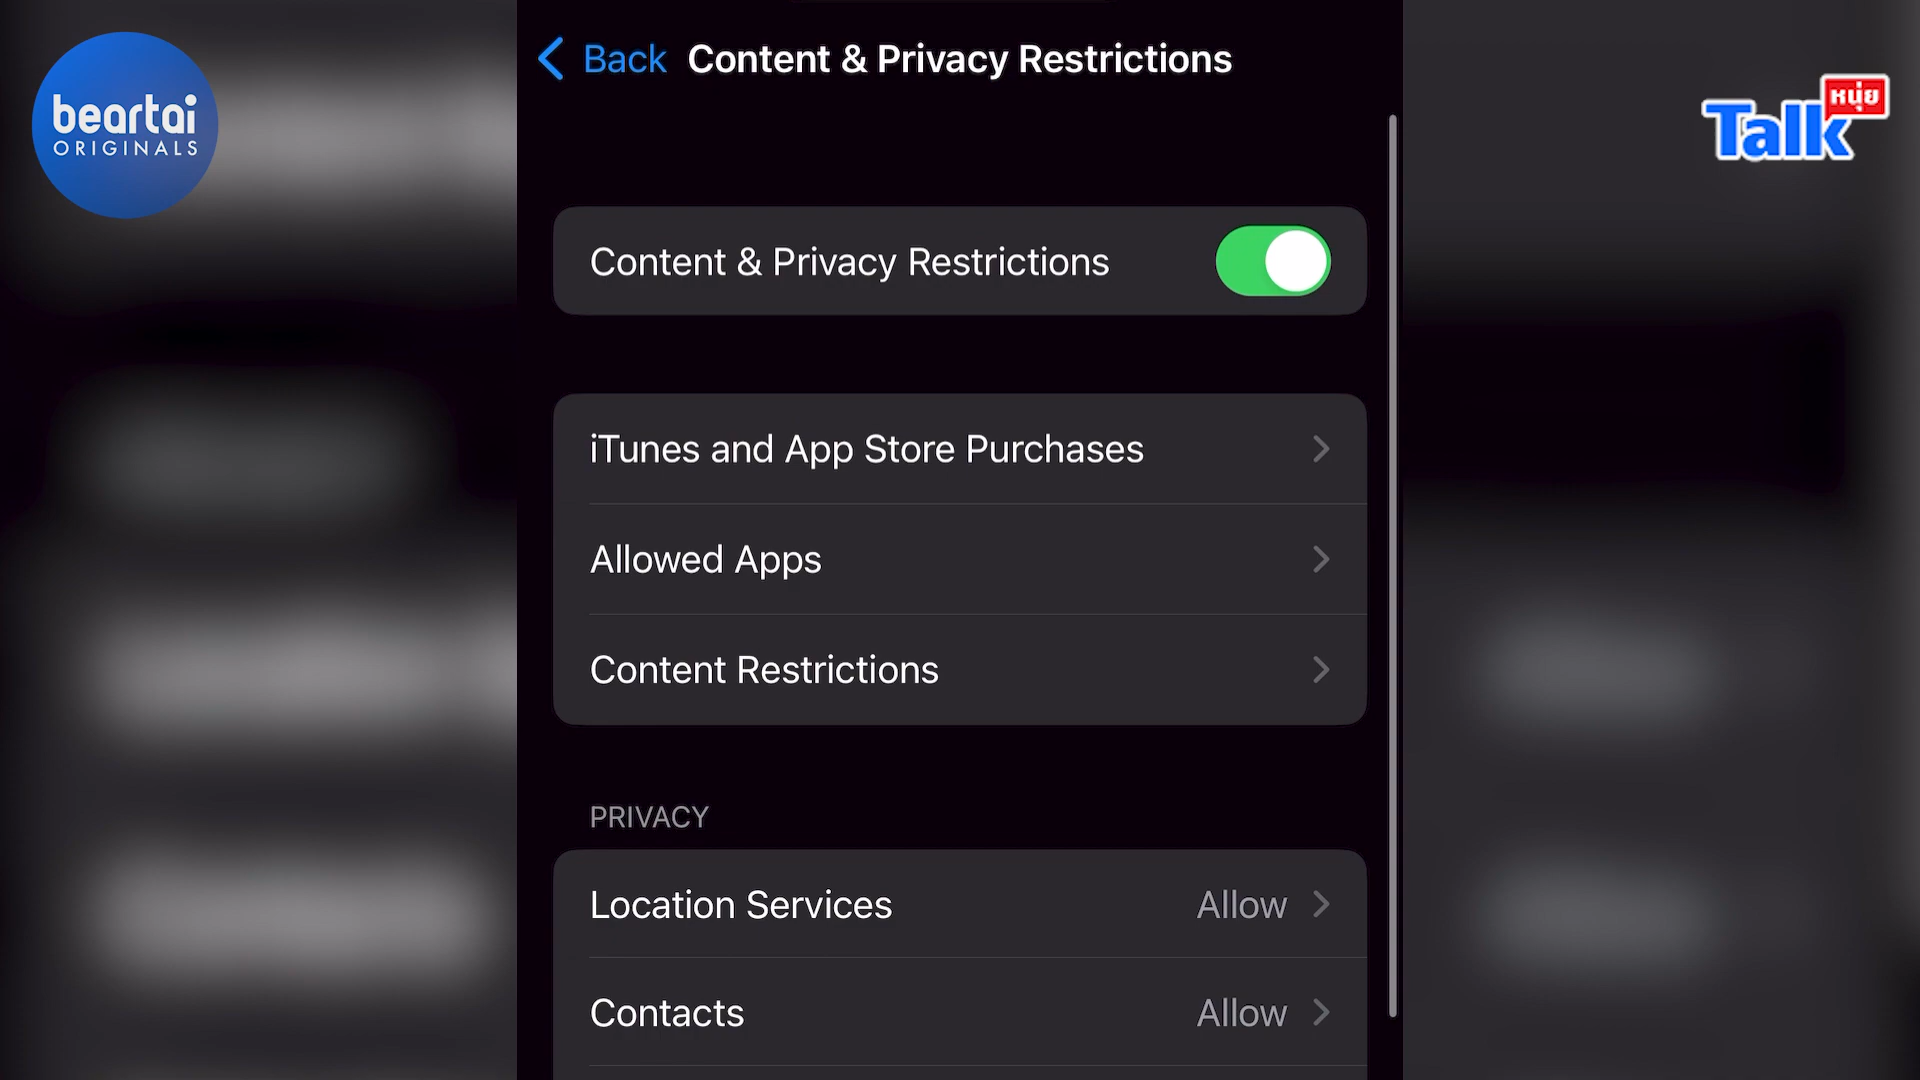 beartai
ORIGINALS
Talk
หนุ่ย
Back
Content & Privacy Restrictions
Content & Privacy Restrictions
iTunes and App Store Purchases
Allowed Apps
Content Restrictions
PRIVACY
Location Services
Allow
Contacts
Allow